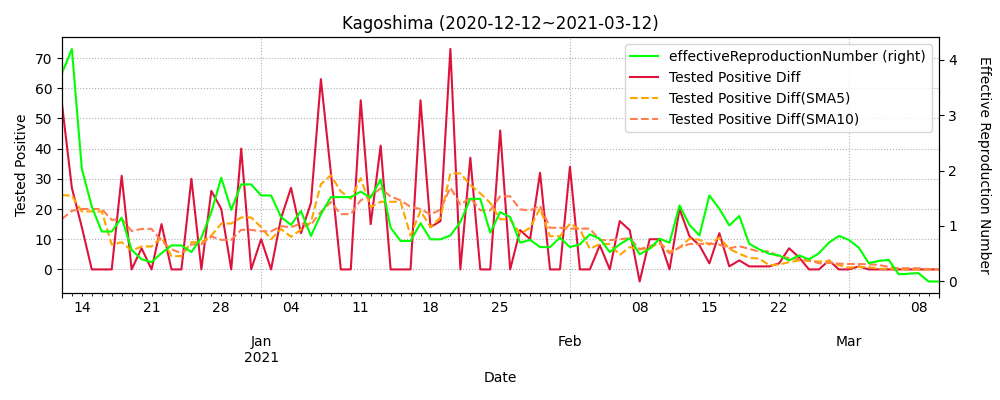 Kagoshima (2020-12-12~2021-03-12)
effectiveReproductionNumber (right)
Tested Positive Diff
Tested Positive Diff(SMA5)
Tested Positive Diff(SMA10)
Tested Positive
70
60
50
40
30
20
10
0
4
3
2
1
0
Effective Reproduction Number
14 21 28 04 11 18 25 08 15 22 08
Jan Feb Mar
2021
Date